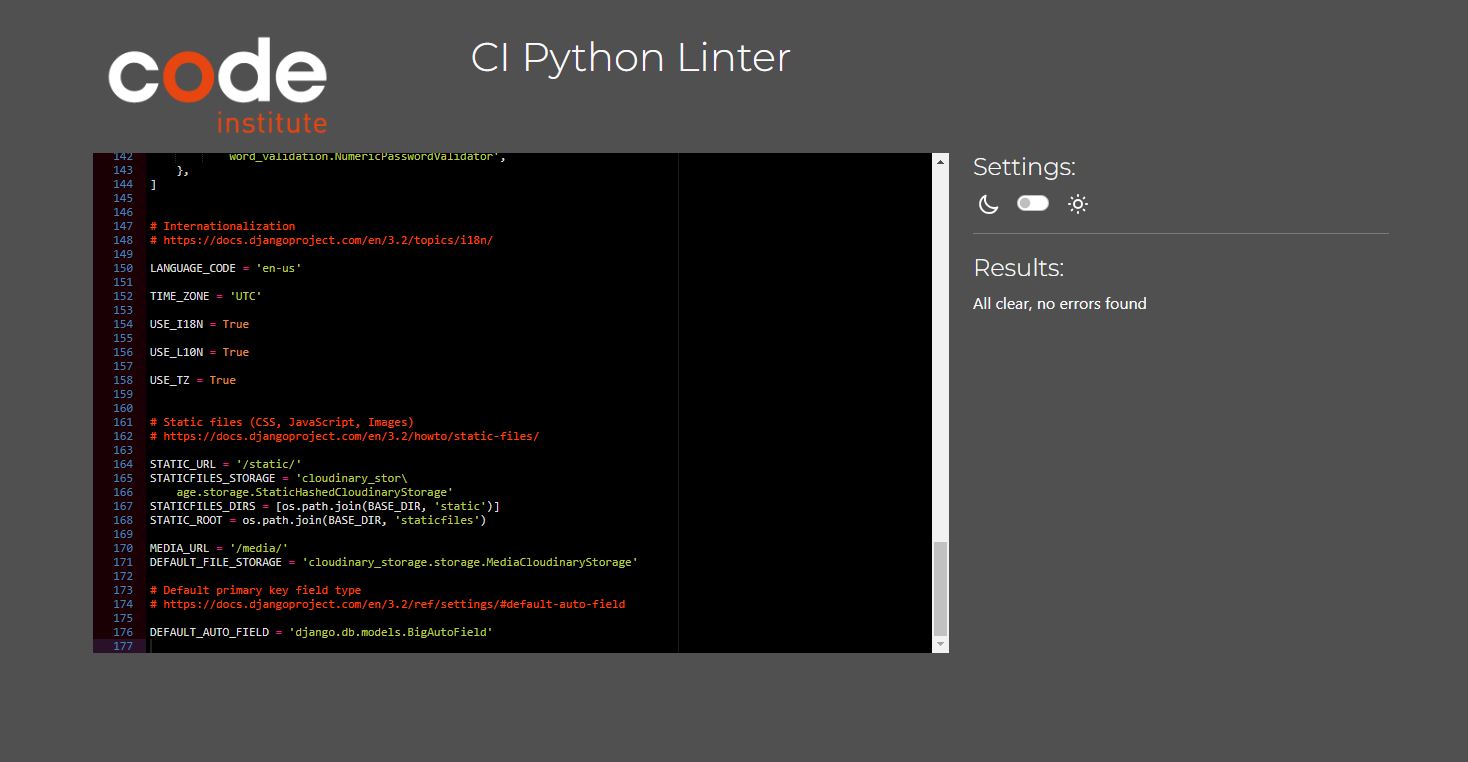 code
institute
CI Python Linter
142 word_validation.NumericPasswordValidator',
143 },
144 ]
145
146
147 # Internationalization
148 # https://docs.djangoproject.com/en/3.2/topics/i18n/
149
150 LANGUAGE_CODE = 'en-us'
151
152 TIME_ZONE = 'UTC'
153
154 USE_I18N = True
155
156 USE_L10N = True
157
158 USE_TZ = True
159
160
161 # Static files (CSS, JavaScript, Images)
162 # https://docs.djangoproject.com/en/3.2/howto/static-files/
163
164 STATIC_URL = '/static/'
165 STATICFILES_STORAGE = 'cloudinary_stor\
166 age.storage.StaticHashedCloudinaryStorage'
167 STATICFILES_DIRS = [os.path.join(BASE_DIR, 'static')]
168 STATIC_ROOT = os.path.join(BASE_DIR, 'staticfiles')
169
170 MEDIA_URL = '/media/'
171 DEFAULT_FILE_STORAGE = 'cloudinary_storage.storage.MediaCloudinaryStorage'
172
173 # Default primary key field type
174 # https://docs.djangoproject.com/en/3.2/ref/settings/#default-auto-field
175
176 DEFAULT_AUTO_FIELD = 'django.db.models.BigAutoField'
177
Settings:
Results:
All clear, no errors found